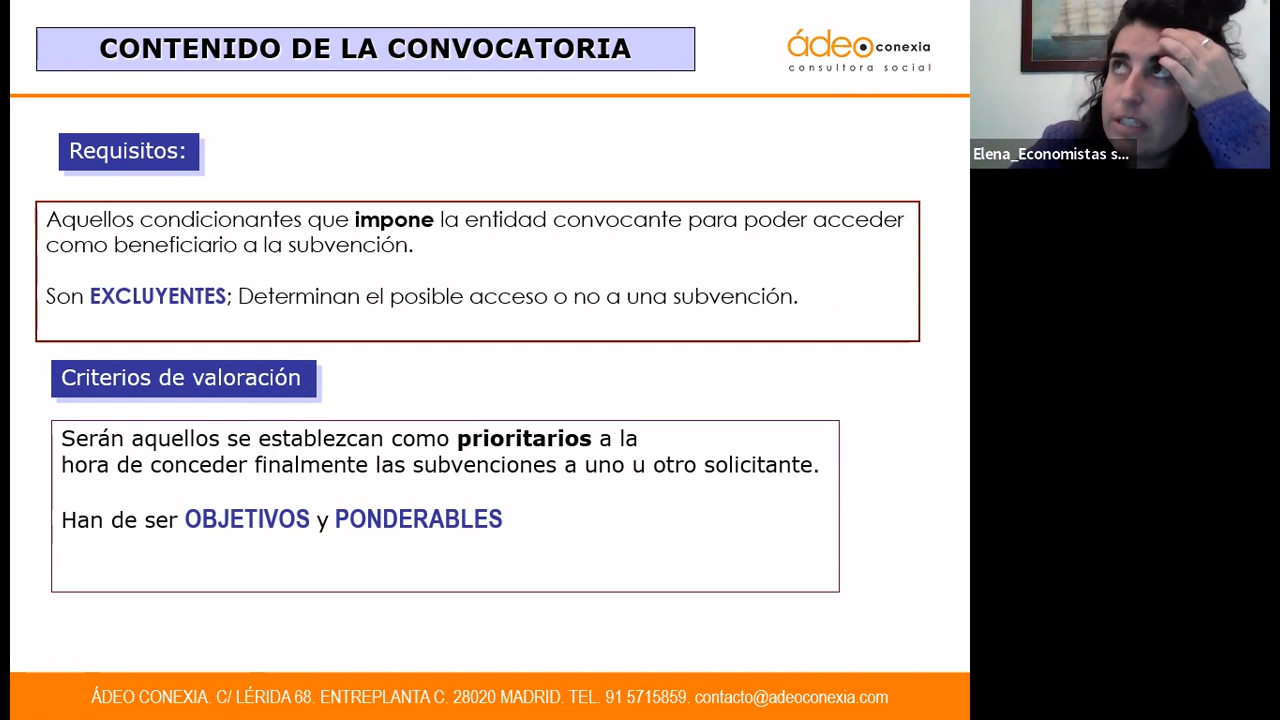 CONTENIDO DE LA CONVOCATORIA
ádeo conexia
consultora social
Elena_Economistas s...
Requisitos:
Aquellos condicionantes que impone la entidad convocante para poder acceder
como beneficiario a la subvención.
Son EXCLUYENTES; Determinan el posible acceso o no a una subvención.
Criterios de valoración
Serán aquellos se establezcan como prioritarios a la
hora de conceder finalmente las subvenciones a uno u otro solicitante.
Han de ser OBJETIVOS y PONDERABLES
ÁDEO CONEXIA. C/ LÉRIDA 68. ENTREPLANTA C. 28020 MADRID. TEL. 91 5715859. contacto@adeoconexia.com